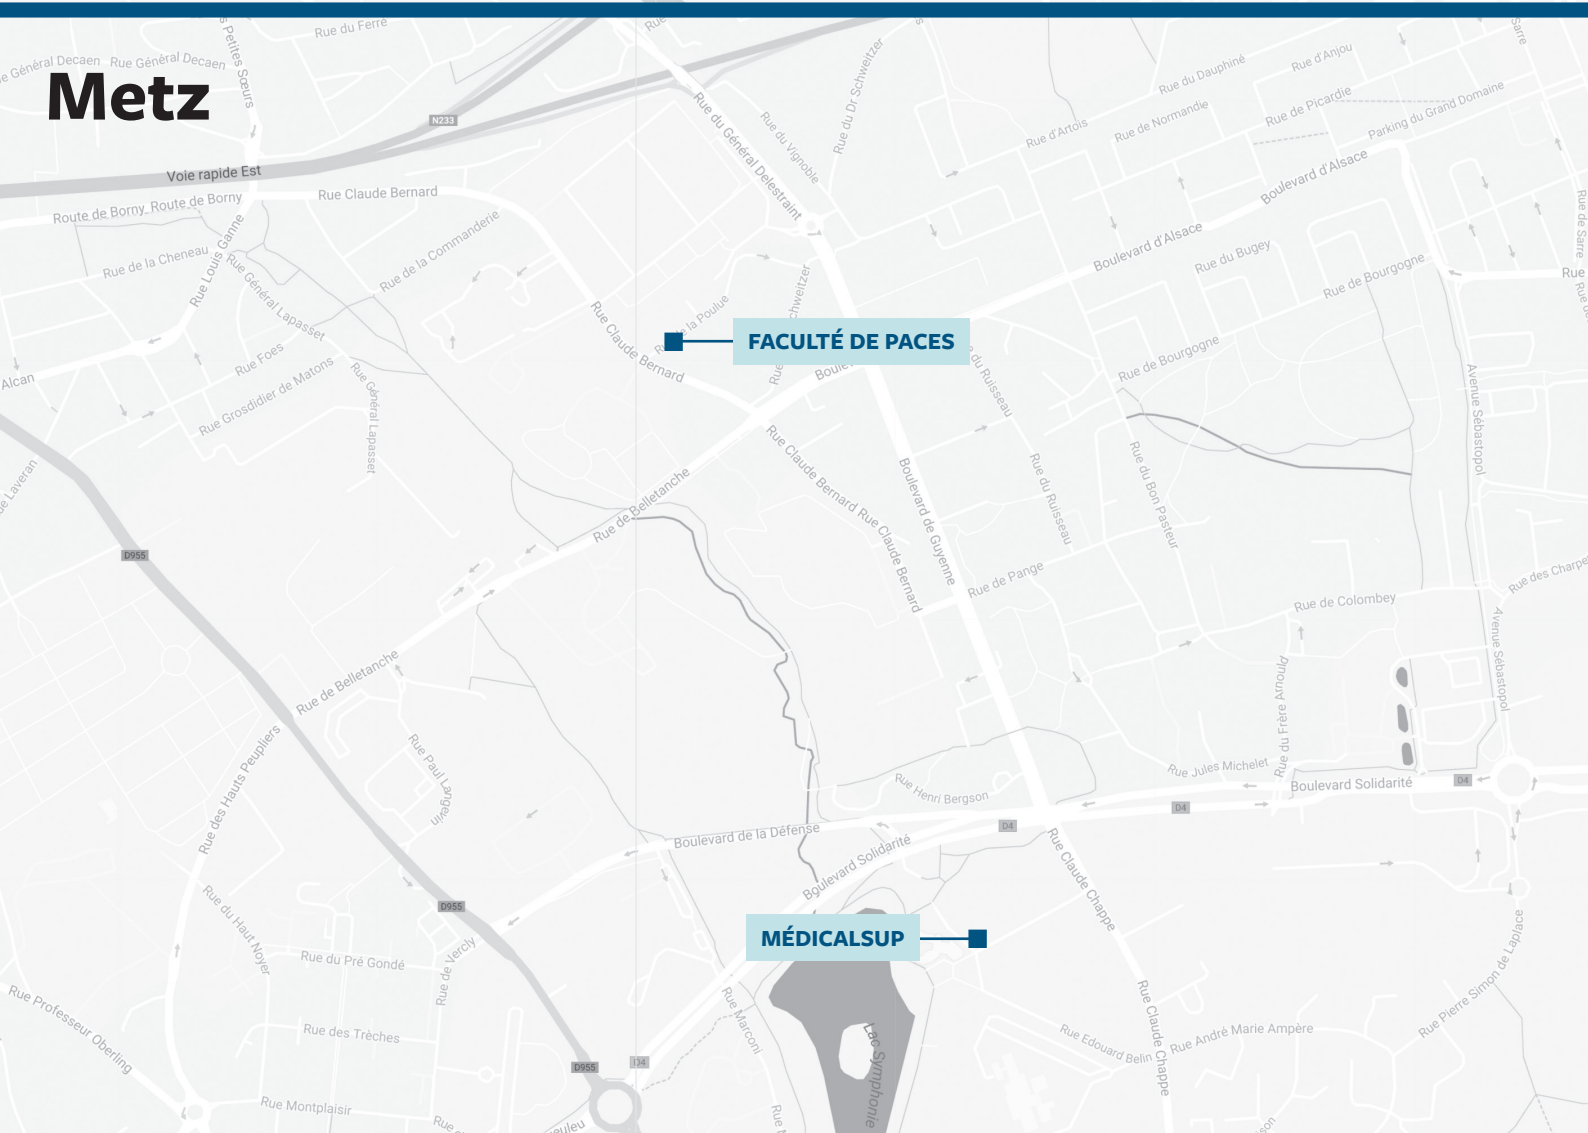 Metz
Rue du Ferré
Petites Sœurs
Général Decaen
Rue Général Decaen
N233
Voie rapide Est
Route de Borny
Route de Borny
Rue Claude Bernard
Rue de la Commanderie
Rue de la Cheneau
Rue Louis Ganne
Rue Général Lapasset
Rue du Général Delestraint
Rue du Vignoble
Rue du Dr Schweitzer
Rue du Dauphiné
Rue d'Anjou
Rue d'Artois
Rue de Normandie
Rue de Picardie
Parking du Grand Domaine
Boulevard d'Alsace
Boulevard d'Alsace
Rue de Sarre
Rue du Bugey
Rue de Bourgogne
Rue
FACULTÉ DE PACES
Rue Claude Bernard
Rue de Bourgogne
Alcan
Rue Foes
Rue Grosdidier de Matons
Rue Général Lapasset
du Ruisseau
Avenue Sébastopol
Rue de Belletanche
Rue Claude Bernard
Rue Claude Bernard
Boulevard de Guyenne
Rue du Ruisseau
Rue du Bon Pasteur
D955
Rue de Pange
Rue de Colombey
Avenue Sébastopol
Rue de Belletanche
Rue des Hauts Peupliers
Rue Paul Langevin
Rue du Frère Arnould
Rue Henri Bergson
Rue Jules Michelet
Boulevard Solidarité
D4
D4
D4
Boulevard de la Défense
Boulevard Solidarité
Rue Claude Chappe
D955
Rue du Haut Noyer
Rue du Pré Gondé
Rue de Vercly
MÉDICALSUP
Rue Pierre Simon de Laplace
Rue Professeur Oberling
Rue des Trèches
Rue Marconi
Lac Symphonie
Rue Claude Chappe
Rue Edouard Belin
Rue André Marie Ampère
D955
D4
Rue Montplaisir